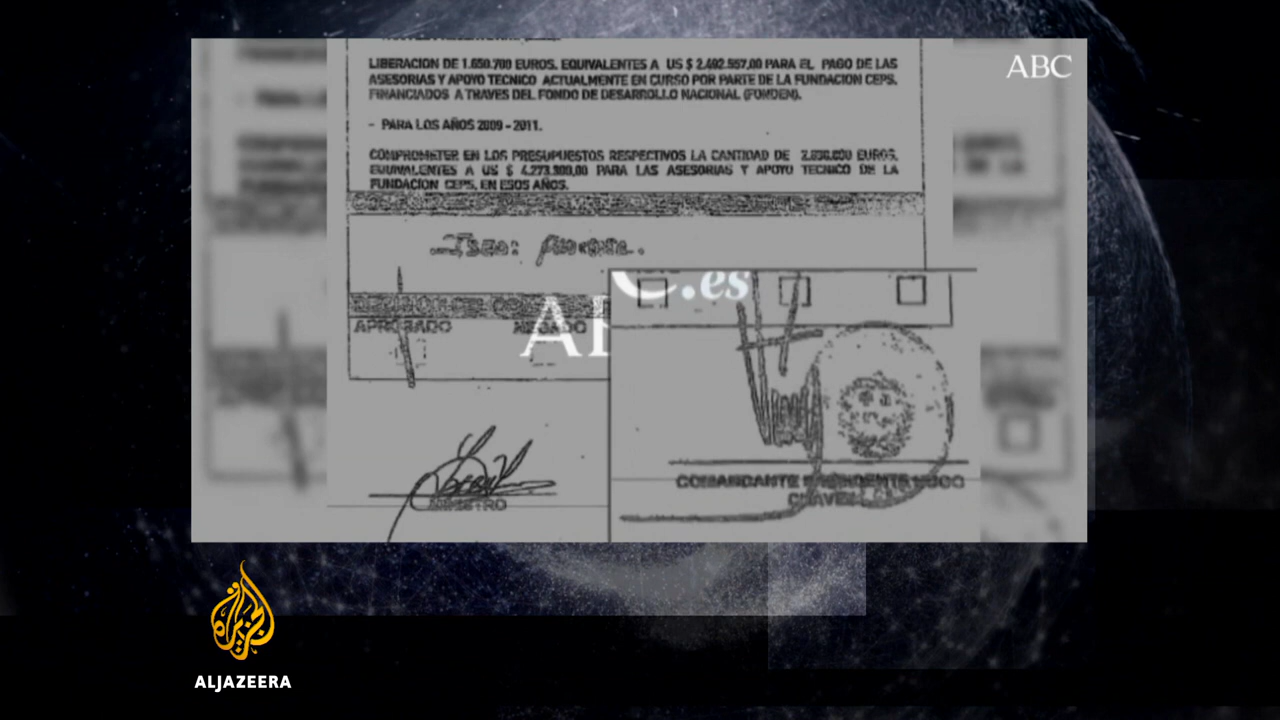 ABC
LIBERACION DE 1.650.700 EUROS. EQUIVALENTES A US $ 2.492.557,00 PARA EL PAGO DE LAS
ASESORIAS Y APOYO TECNICO ACTUALMENTE EN CURSO POR PARTE DE LA FUNDACION CEPS.
FINANCIADOS A TRAVES DEL FONDO DE DESARROLLO NACIONAL (FONDEN).
- PARA LOS AÑOS 2009 - 2011.
COMPROMETER EN LOS PRESUPUESTOS RESPECTIVOS LA CANTIDAD DE 2.830.000 EUROS.
EQUIVALENTES A US $ 4.273.300,00 PARA LAS ASESORIAS Y APOYO TECNICO DE LA
FUNDACION CEPS, EN ESOS AÑOS.
.es
APROBADO NEGADO
MINISTRO
COMANDANTE PRESIDENTE HUGO
CHAVEZ
ALJAZEERA